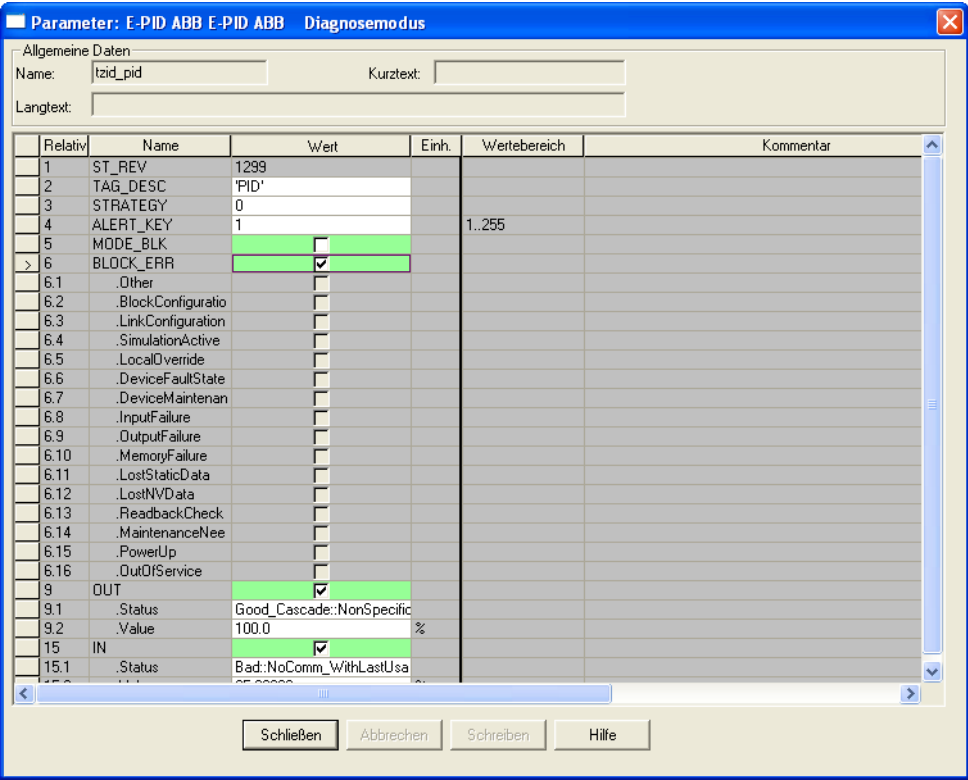 Parameter: E-PID ABB E-PID ABB Diagnosemodus
Allgemeine Daten
Name: tzid_pid Kurztext:
Langtext:
Relativ Name Wert Einh. Wertebereich Kommentar
1 ST_REV 1299
2 TAG_DESC 'PID'
3 STRATEGY 0
4 ALERT_KEY 1 1..255
5 MODE_BLK
> 6 BLOCK_ERR
6.1 .Other
6.2 .BlockConfiguratio
6.3 .LinkConfiguration
6.4 .SimulationActive
6.5 .LocalOverride
6.6 .DeviceFaultState
6.7 .DeviceMaintenan
6.8 .InputFailure
6.9 .OutputFailure
6.10 .MemoryFailure
6.11 .LostStaticData
6.12 .LostNVData
6.13 .ReadbackCheck
6.14 .MaintenanceNee
6.15 .PowerUp
6.16 .OutOfService
9 OUT
9.1 .Status Good_Cascade::NonSpecific
9.2 .Value 100.0 %
15 IN
15.1 .Status Bad::NoComm_WithLastUsa
Schließen Abbrechen Schreiben Hilfe